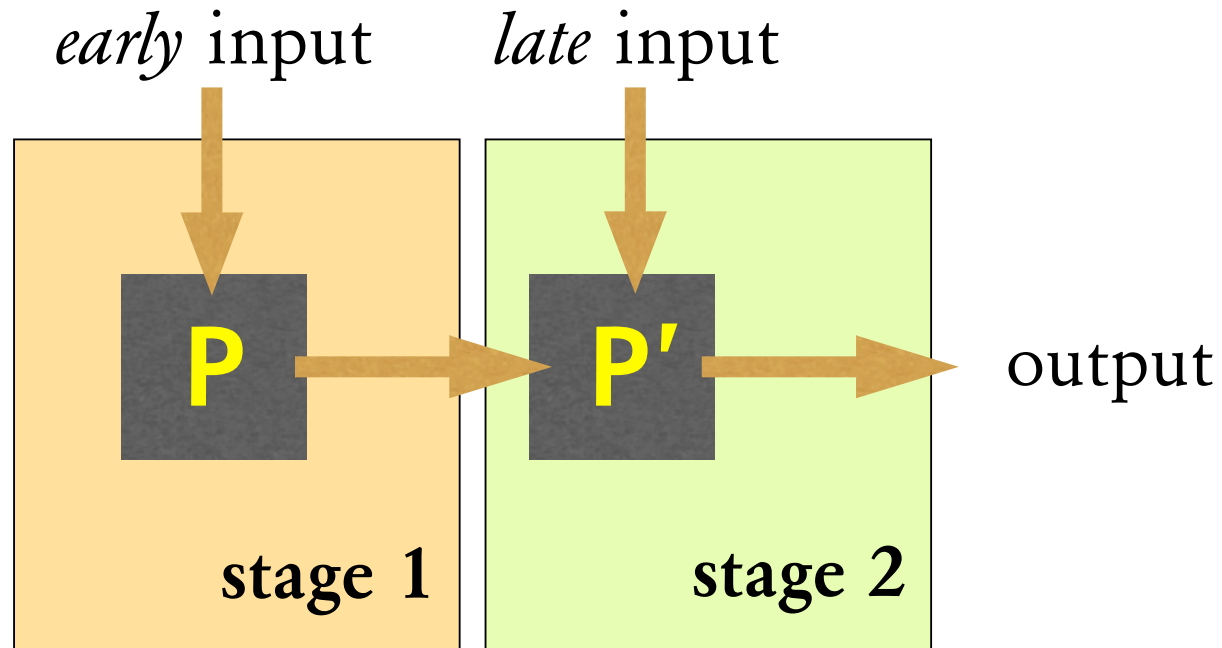 early input
late input
P
P′
output
stage 1
stage 2